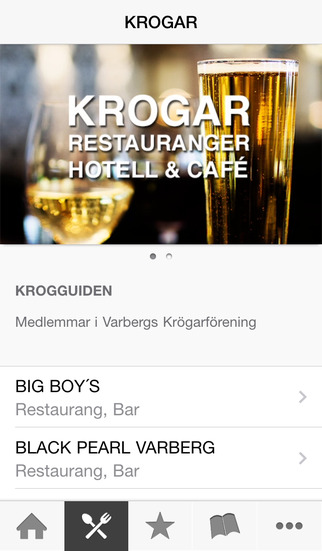 KROGAR
KROGAR
RESTAURANGER
HOTELL & CAFÉ
KROGGUIDEN
Medlemmar i Varbergs Krögarförening
BIG BOY´S
Restaurang, Bar
BLACK PEARL VARBERG
Restaurang, Bar